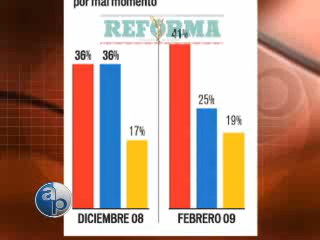 por mal momento
REFORMA
36% 36% 17% 41% 25% 19%
ap
DICIEMBRE 08 FEBRERO 09